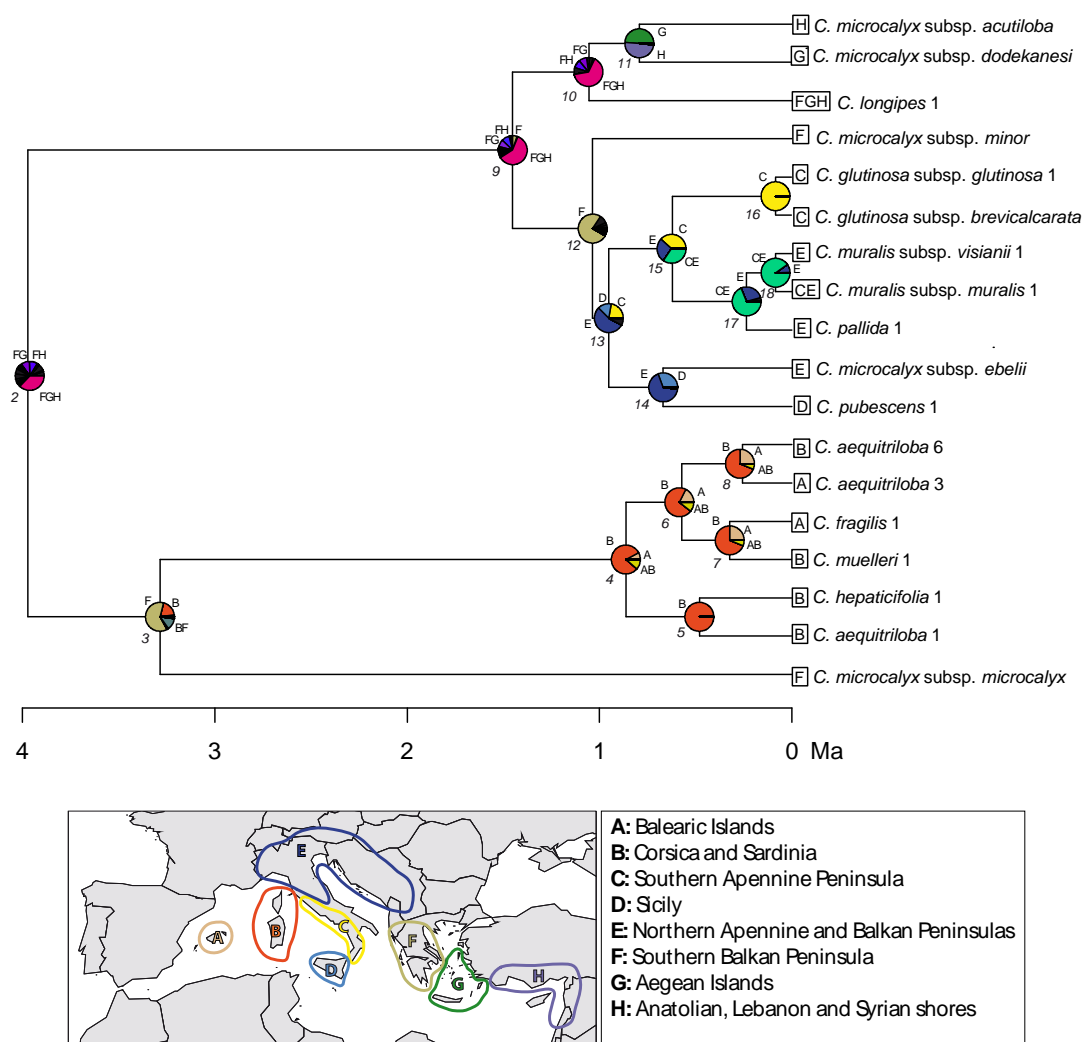 H C. microcalyx subsp. acutiloba
G
FG
FH
H
11
G C. microcalyx subsp. dodekanesi
FGH
10
FGH C. longipes 1
FH F
FG
FGH
9
F C. microcalyx subsp. minor
C
C C. glutinosa subsp. glutinosa 1
16
C C. glutinosa subsp. brevicalcarata
F
12
E C
CE
15
E C. muralis subsp. visianii 1
CE E
18
E
CE
17
CE C. muralis subsp. muralis 1
D C
E
13
E C. pallida 1
FG FH
FGH
2
E C. microcalyx subsp. ebelii
E D
14
D C. pubescens 1
B C. aequitriloba 6
B A
AB
8
A C. aequitriloba 3
B A
AB
6
A C. fragilis 1
B A
AB
7
B C. muelleri 1
B A
AB
4
B C. hepaticifolia 1
B
5
B C. aequitriloba 1
F B
BF
3
F C. microcalyx subsp. microcalyx
4 3 2 1 0 Ma
E
A B C D F G H
A: Balearic Islands
B: Corsica and Sardinia
C: Southern Apennine Peninsula
D: Sicily
E: Northern Apennine and Balkan Peninsulas
F: Southern Balkan Peninsula
G: Aegean Islands
H: Anatolian, Lebanon and Syrian shores